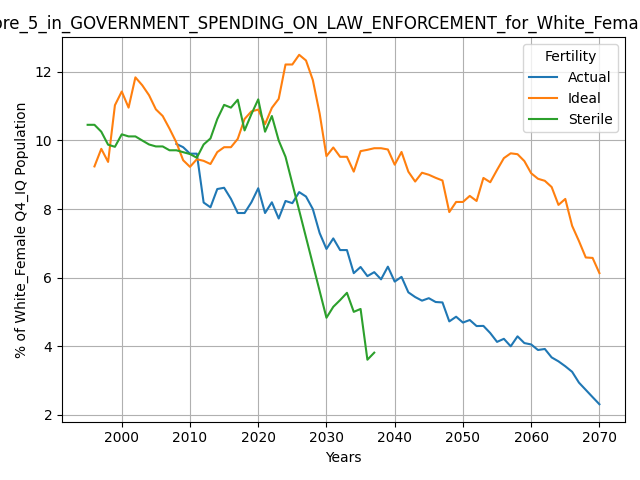 ore_5_in_GOVERNMENT_SPENDING_ON_LAW_ENFORCEMENT_for_White_Fema
Fertility
Actual
Ideal
Sterile
% of White_Female Q4_IQ Population
12
10
8
6
4
2
2000 2010 2020 2030 2040 2050 2060 2070
Years